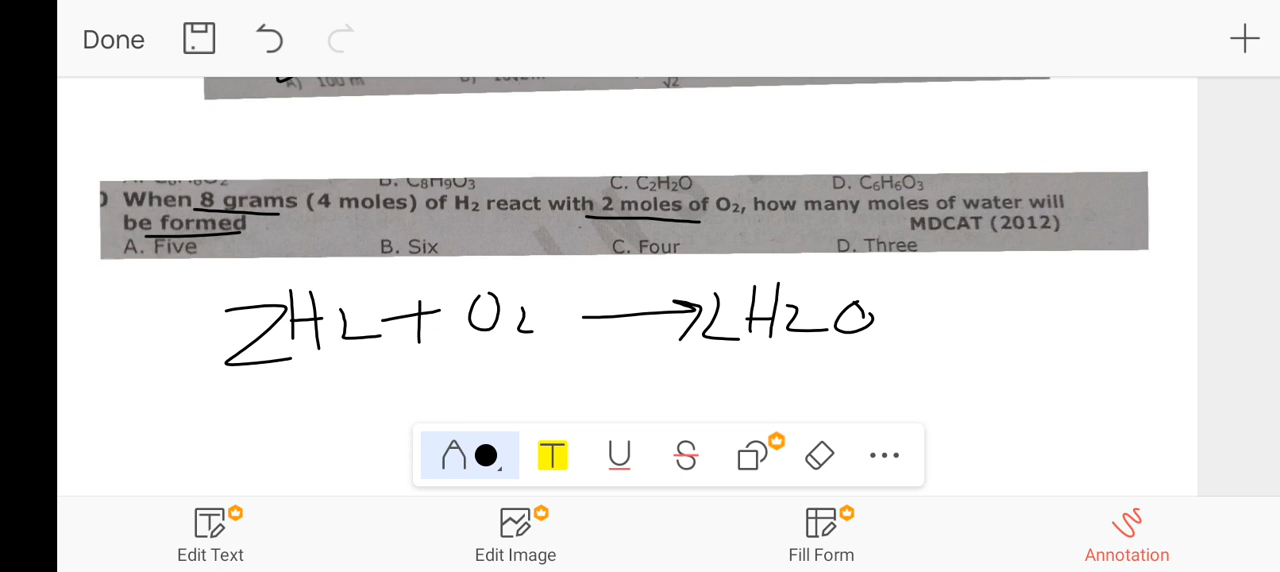 Done
A) 100 m
√2
B. C8H9O3 C. C2H2O D. C6H6O3
When 8 grams (4 moles) of H2 react with 2 moles of O2, how many moles of water will
be formed MDCAT (2012)
A. Five B. Six C. Four D. Three
2H2 + O2 → 2H2O
T U S
Edit Text Edit Image Fill Form Annotation